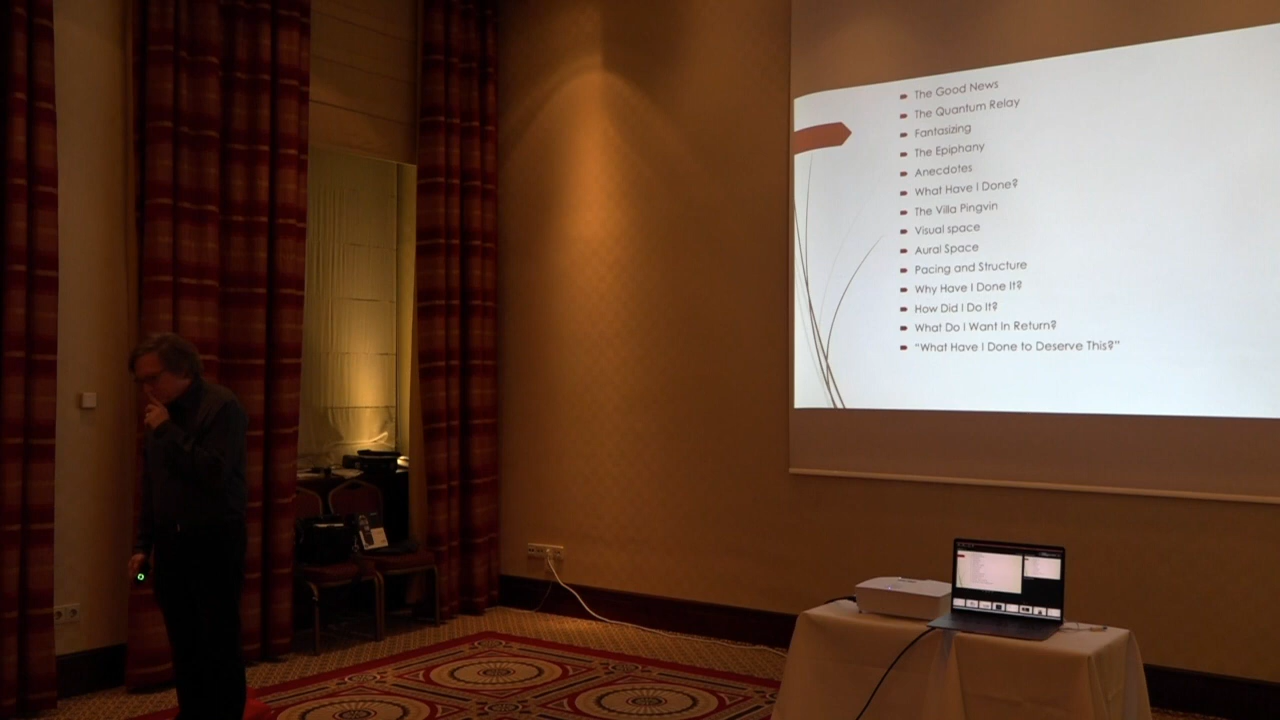 The Good News
The Quantum Relay
Fantasizing
The Epiphany
Anecdotes
What Have I Done?
The Villa Pingvin
Visual space
Aural Space
Pacing and Structure
Why Have I Done It?
How Did I Do It?
What Do I Want In Return?
“What Have I Done to Deserve This?”